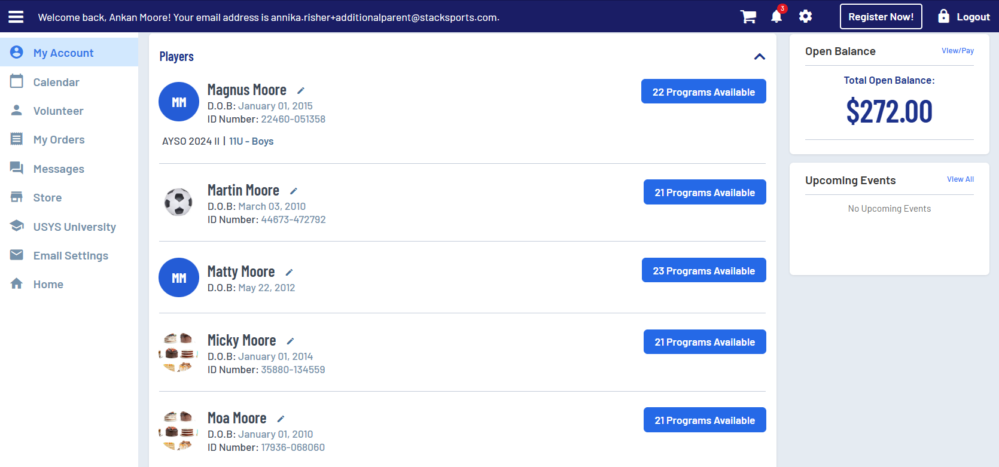 Welcome back, Ankan Moore! Your email address is annika.risher+additionalparent@stacksports.com.
3
Register Now!
Logout
My Account
Calendar
Volunteer
My Orders
Messages
Store
USYS University
Email Settings
Home
Players
MM
Magnus Moore
D.O.B: January 01, 2015
ID Number: 22460-051358
22 Programs Available
AYSO 2024 II | 11U - Boys
Martin Moore
D.O.B: March 03, 2010
ID Number: 44673-472792
21 Programs Available
MM
Matty Moore
D.O.B: May 22, 2012
23 Programs Available
Micky Moore
D.O.B: January 01, 2014
ID Number: 35880-134559
21 Programs Available
Moa Moore
D.O.B: January 01, 2010
ID Number: 17936-068060
21 Programs Available
Open Balance
View/Pay
Total Open Balance:
$272.00
Upcoming Events
View All
No Upcoming Events